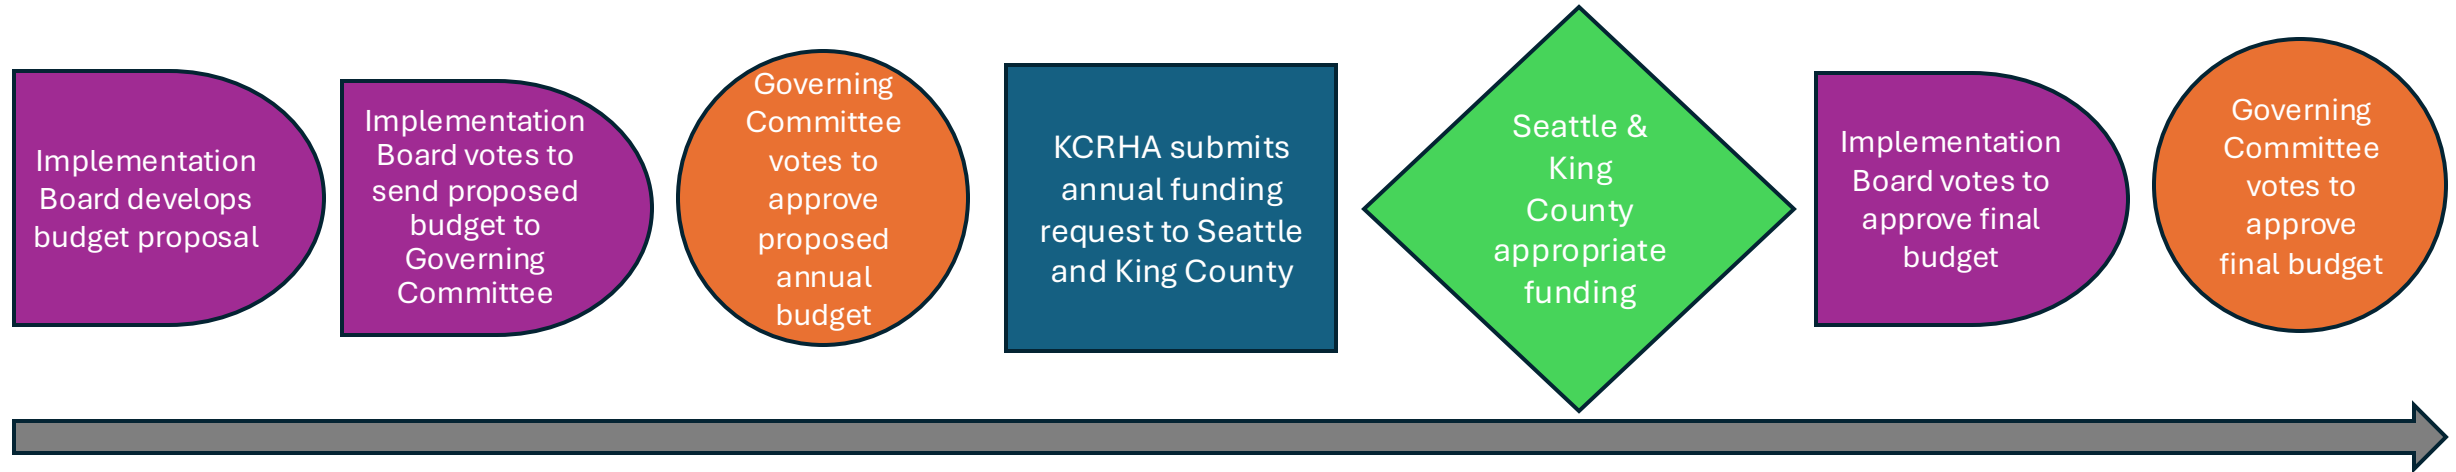 Implementation
Board develops
budget proposal
Implementation
Board votes to
send proposed
budget to
Governing
Committee
Governing
Committee
votes to
approve
proposed
annual
budget
KCRHA submits
annual funding
request to Seattle
and King County
Seattle &
King
County
appropriate
funding
Implementation
Board votes to
approve final
budget
Governing
Committee
votes to
approve
final budget